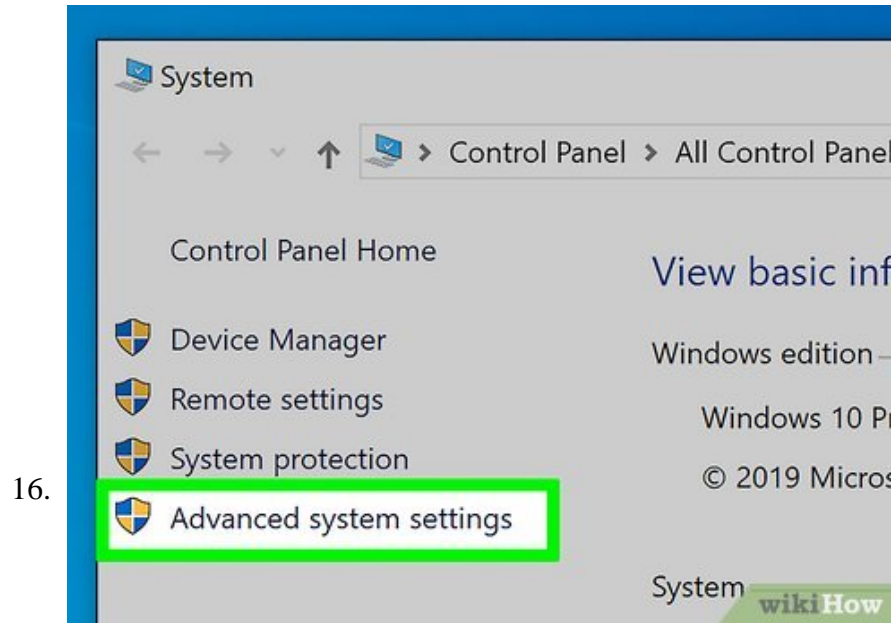 System
Control Panel > All Control Panel
Control Panel Home
View basic inf
Device Manager
Windows edition
Remote settings
Windows 10 Pr
System protection
© 2019 Micros
16.
Advanced system settings
System
wikiHow